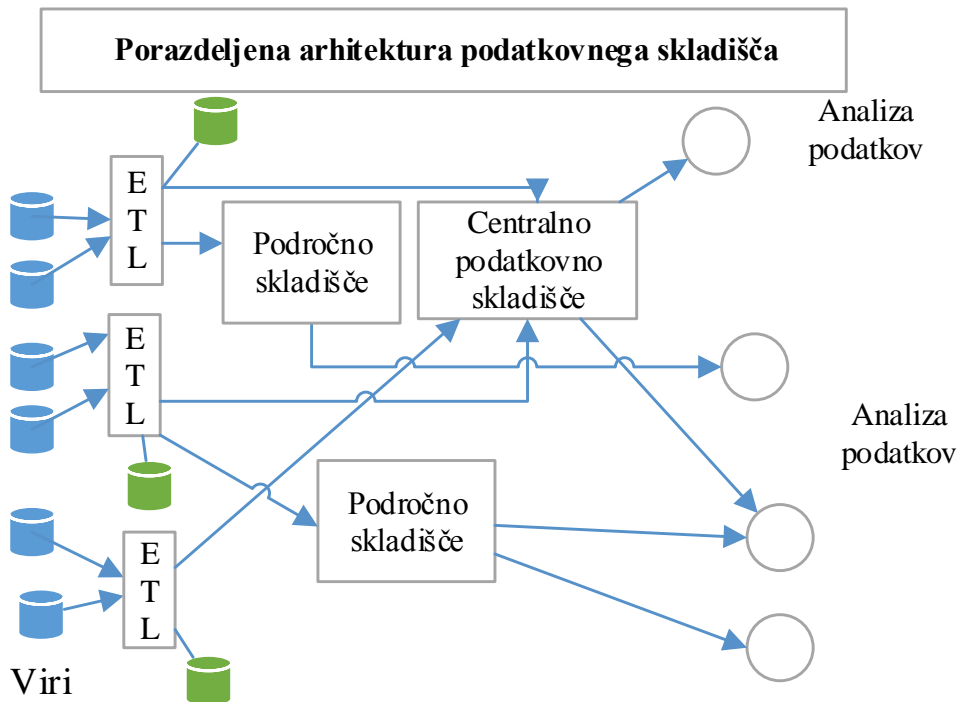 Porazdeljena arhitektura podatkovnega skladišča
Analiza
podatkov
E
T
L
Področno
skladišče
Centralno
podatkovno
skladišče
E
T
L
Analiza
podatkov
Področno
skladišče
E
T
L
Viri